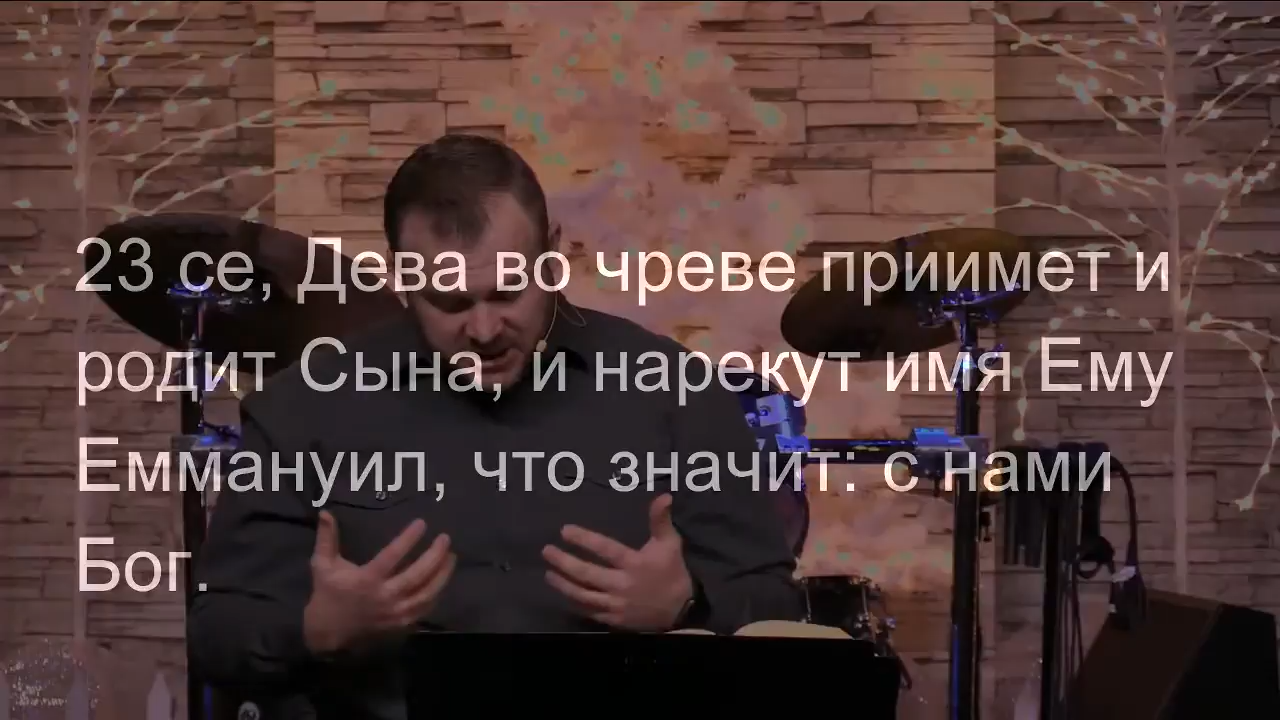 23 се, Дева во чреве приимет и
родит Сына, и нарекут имя Ему
Еммануил, что значит: с нами
Бог.